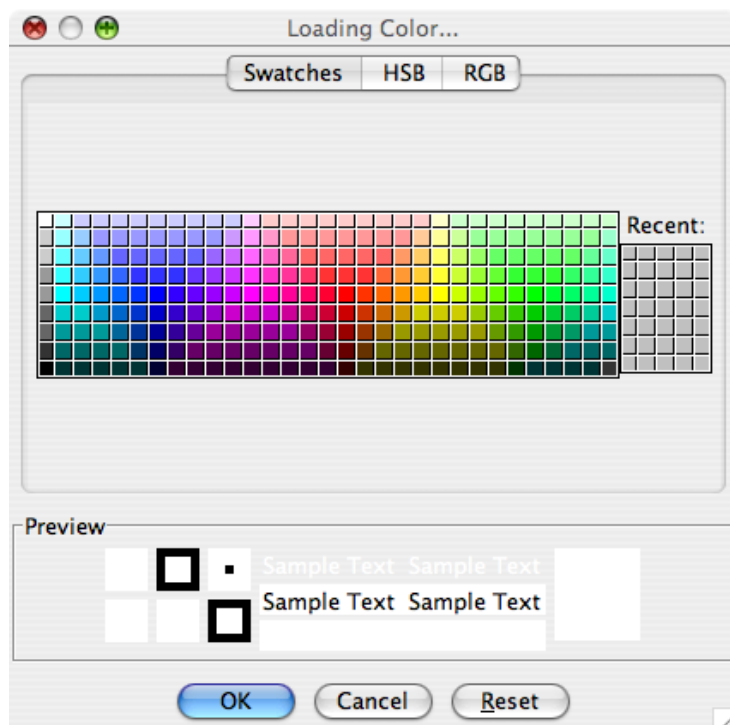 Loading Color...
Swatches HSB RGB
Recent:
Preview
Sample Text Sample Text
Sample Text Sample Text
OK Cancel Reset